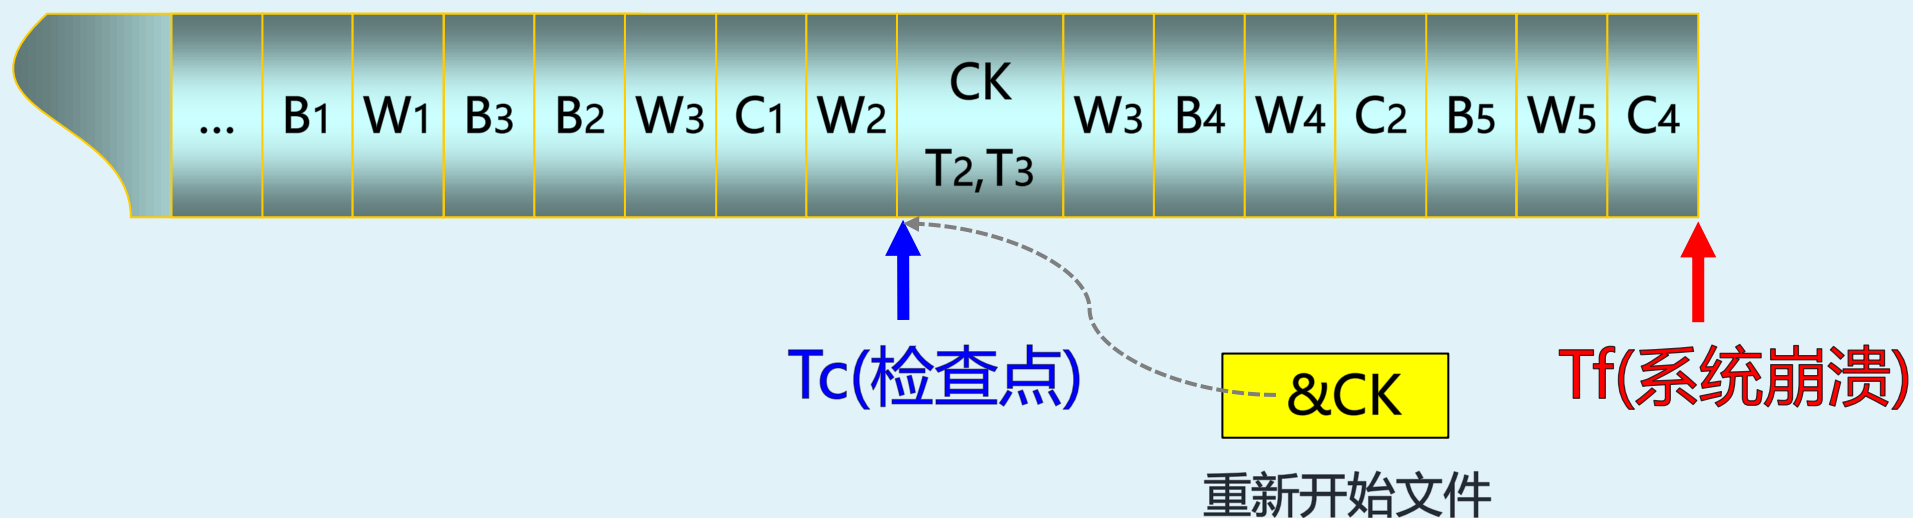 ... B1 W1 B3 B2 W3 C1 W2 CK W3 B4 W4 C2 B5 W5 C4
T2,T3
Tc(检查点) &CK Tf(系统崩溃)
重新开始文件